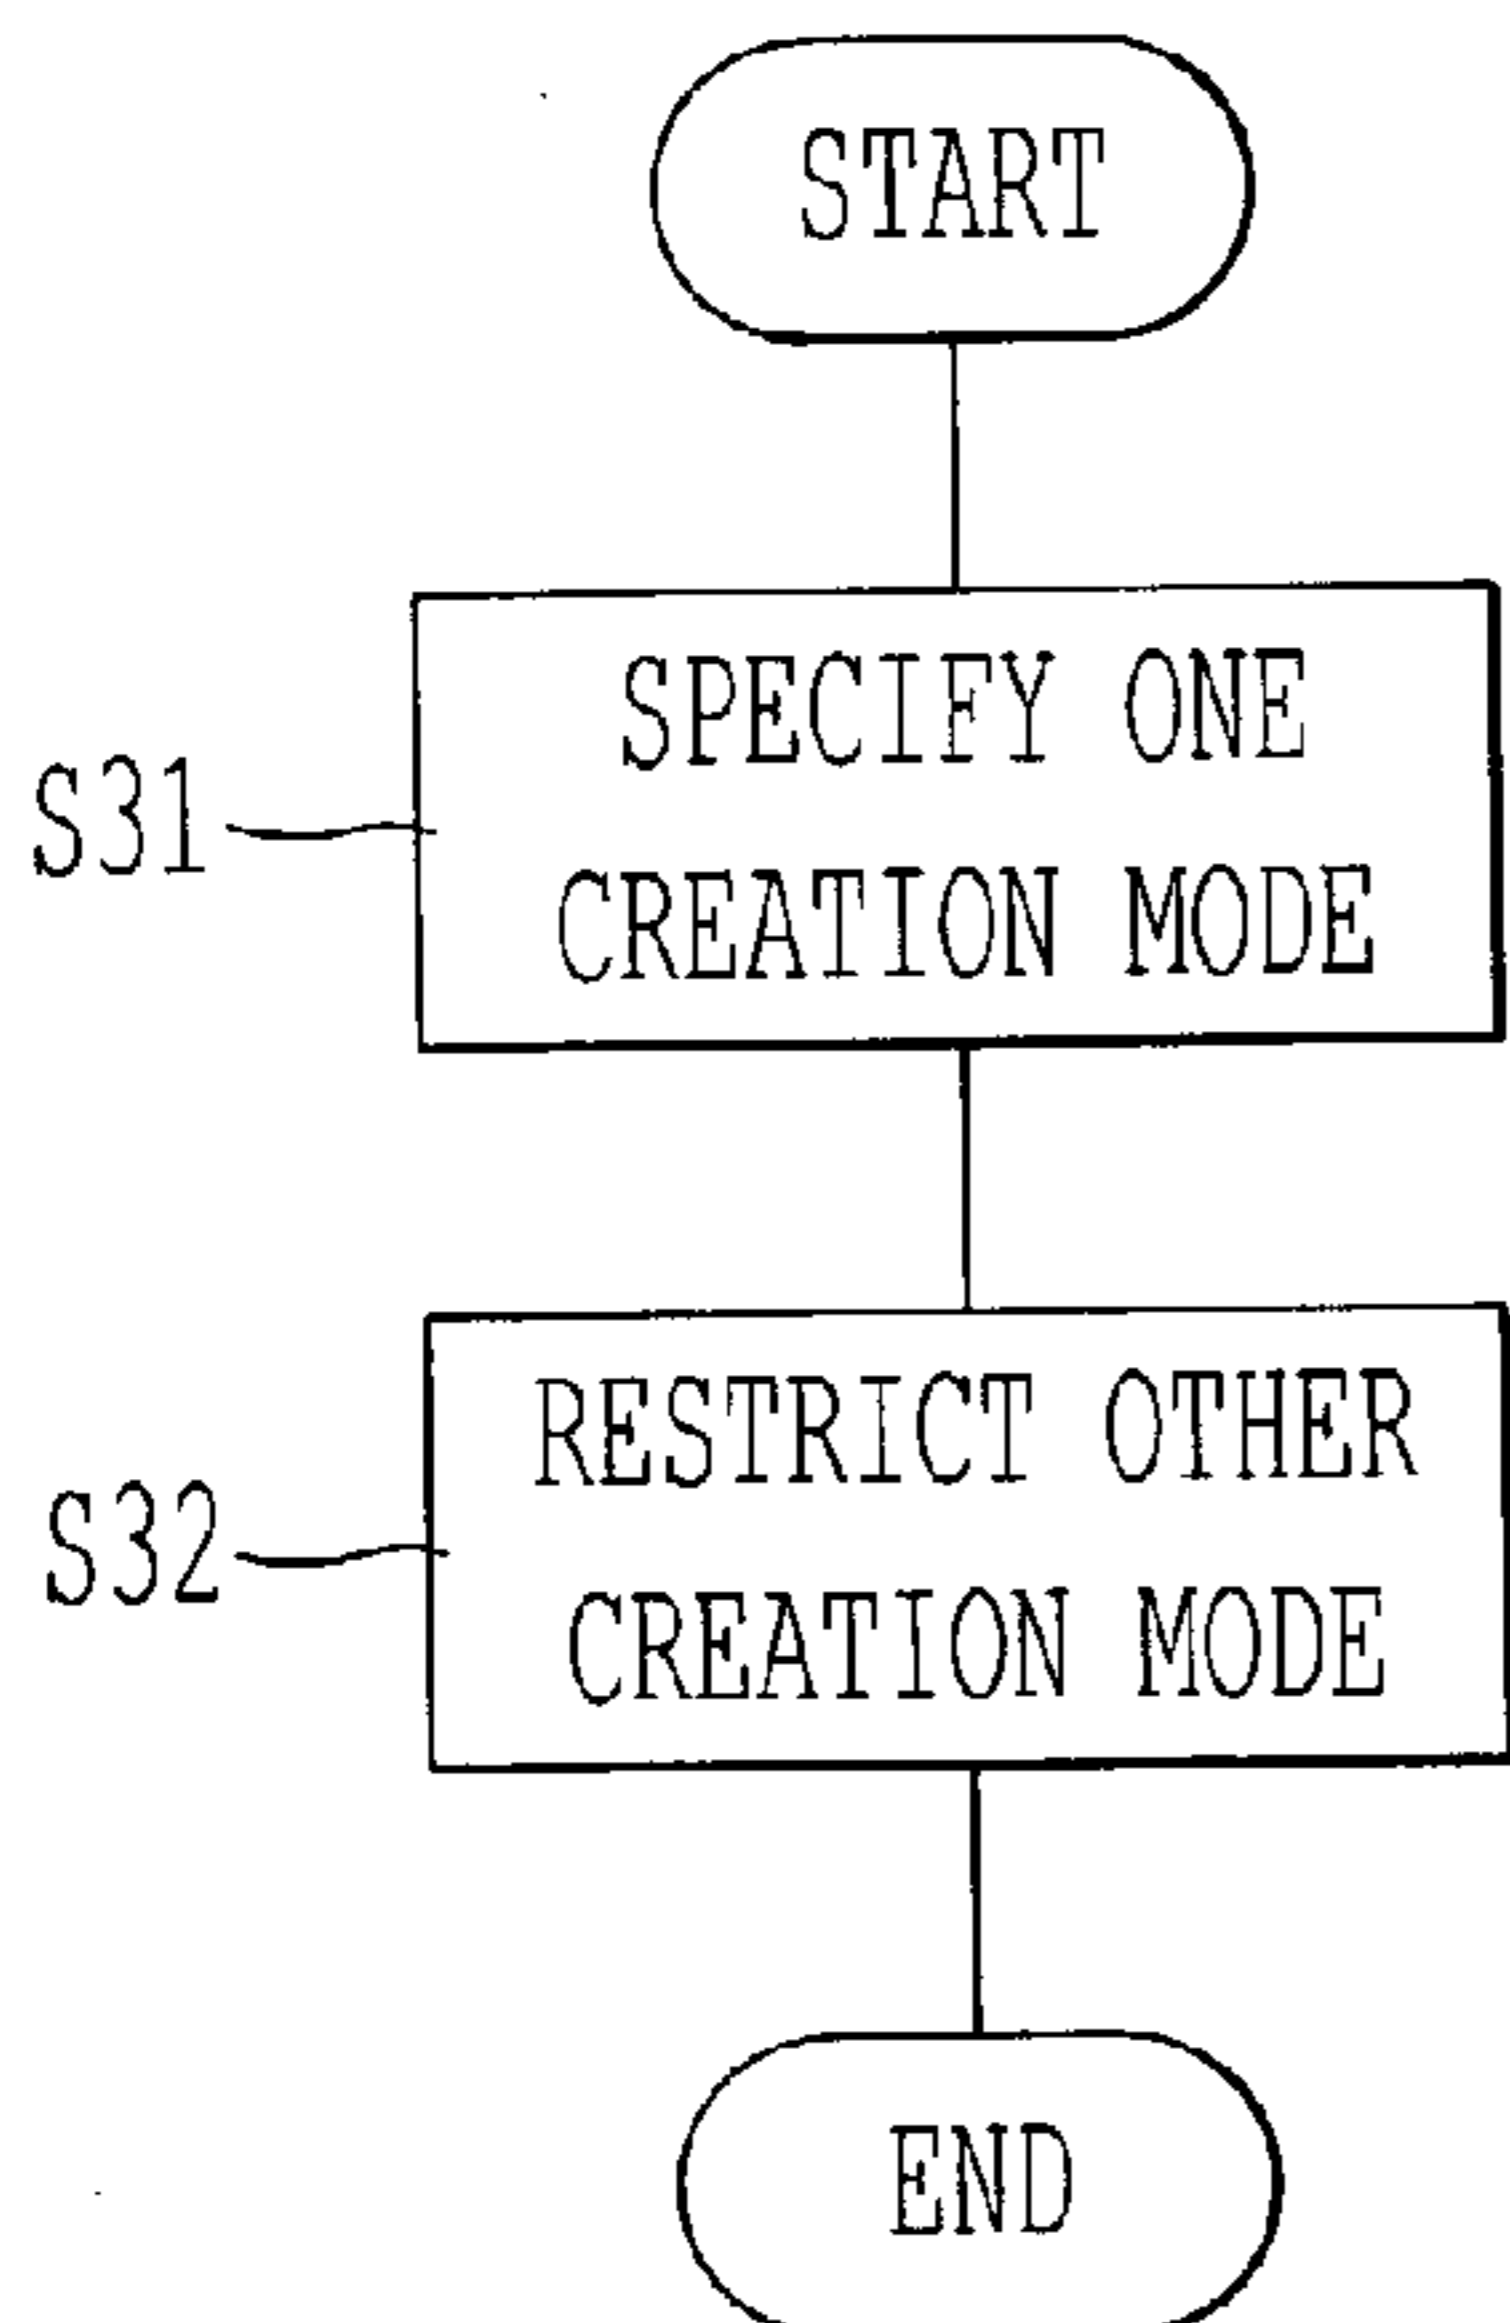 START
SPECIFY ONE
S31
CREATION MODE
RESTRICT OTHER
S32
CREATION MODE
END